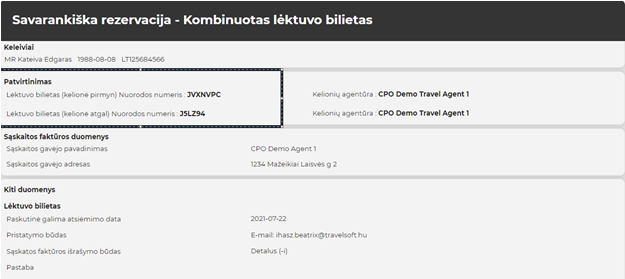 Savarankiška rezervacija - Kombinuotas lėktuvo bilietas
Keleiviai
MR Kateiva Edgaras 1988-08-08 LT125684566
Patvirtinimas
Lėktuvo bilietas (kelionė pirmyn) Nuorodos numeris : JVXNVPC Kelionių agentūra : CPO Demo Travel Agent 1
Lėktuvo bilietas (kelionė atgal) Nuorodos numeris : J5LZ94 Kelionių agentūra : CPO Demo Travel Agent 1
Sąskaitos faktūros duomenys
Sąskaitos gavėjo pavadinimas CPO Demo Agent 1
Sąskaitos gavėjo adresas 1234 Mažeikiai Laisvės g 2
Kiti duomenys
Lėktuvo bilietas
Paskutinė galima atsiėmimo data 2021-07-22
Pristatymo būdas E-mail: ihasz.beatrix@travelsoft.hu
Sąskaitos faktūros išrašymo būdas Detalus (-i)
Pastaba